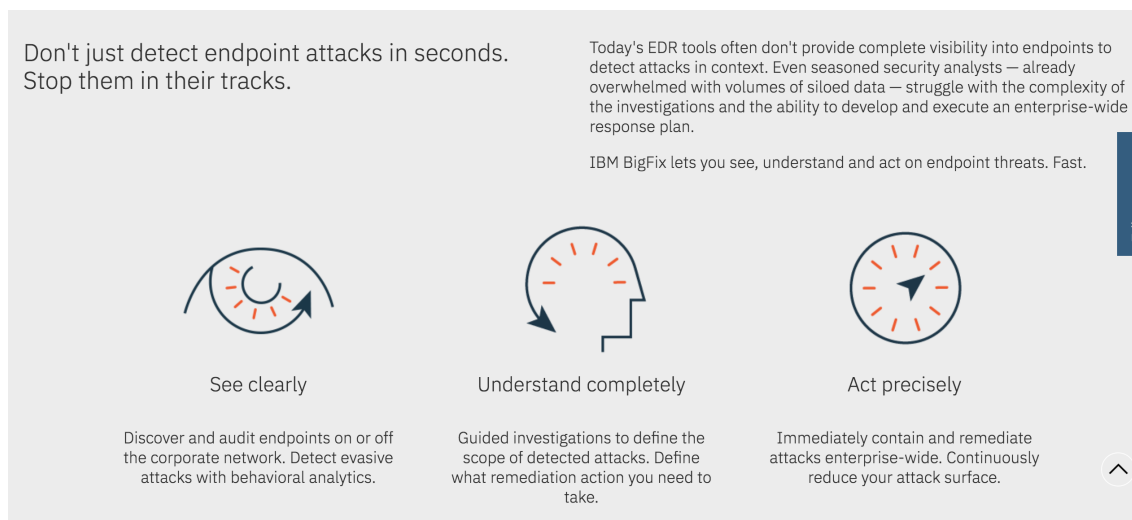 Don't just detect endpoint attacks in seconds.
Stop them in their tracks.
Today's EDR tools often don't provide complete visibility into endpoints to
detect attacks in context. Even seasoned security analysts — already
overwhelmed with volumes of siloed data — struggle with the complexity of
the investigations and the ability to develop and execute an enterprise-wide
response plan.
IBM BigFix lets you see, understand and act on endpoint threats. Fast.
See clearly
Discover and audit endpoints on or off
the corporate network. Detect evasive
attacks with behavioral analytics.
Understand completely
Guided investigations to define the
scope of detected attacks. Define
what remediation action you need to
take.
Act precisely
Immediately contain and remediate
attacks enterprise-wide. Continuously
reduce your attack surface.